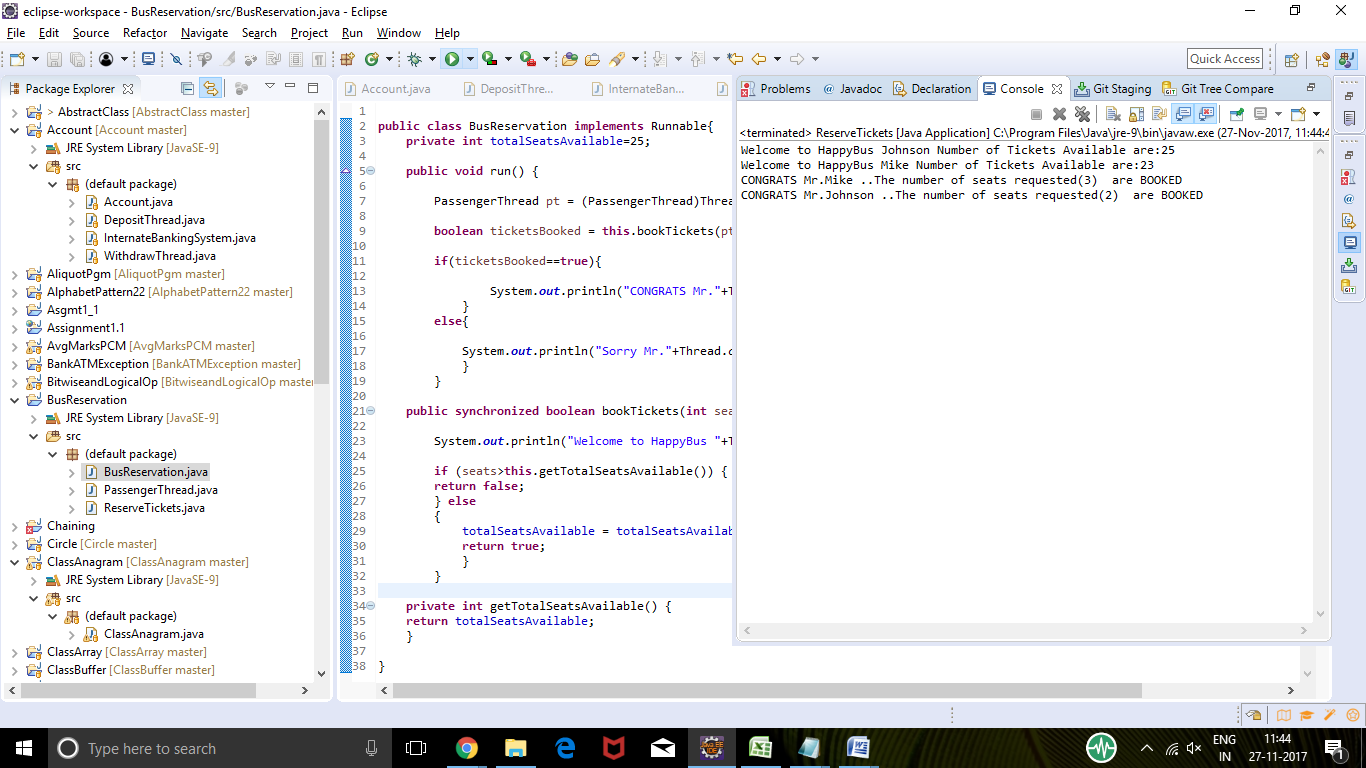 eclipse-workspace - BusReservation/src/BusReservation.java - Eclipse
File Edit Source Refactor Navigate Search Project Run Window Help
Quick Access
Package Explorer
> AbstractClass [AbstractClass master]
Account [Account master]
JRE System Library [JavaSE-9]
src
(default package)
Account.java
DepositThread.java
InternateBankingSystem.java
WithdrawThread.java
AliquotPgm [AliquotPgm master]
AlphabetPattern22 [AlphabetPattern22 master]
Asgmt1_1
Assignment1.1
AvgMarksPCM [AvgMarksPCM master]
BankATMException [BankATMException master]
BitwiseandLogicalOp [BitwiseandLogicalOp master
BusReservation
JRE System Library [JavaSE-9]
src
(default package)
BusReservation.java
PassengerThread.java
ReserveTickets.java
Chaining
Circle [Circle master]
ClassAnagram [ClassAnagram master]
JRE System Library [JavaSE-9]
src
(default package)
ClassAnagram.java
ClassArray [ClassArray master]
ClassBuffer [ClassBuffer master]
Account.java DepositThre... InternateBan...
1
2 public class BusReservation implements Runnable{
3 private int totalSeatsAvailable=25;
4
5 public void run() {
6
7 PassengerThread pt = (PassengerThread)Threa
8
9 boolean ticketsBooked = this.bookTickets(pt
10
11 if(ticketsBooked==true){
12
13 System.out.println("CONGRATS Mr."+T
14 }
15 else{
16
17 System.out.println("Sorry Mr."+Thread.c
18 }
19 }
20
21 public synchronized boolean bookTickets(int sea
22
23 System.out.println("Welcome to HappyBus "+T
24
25 if (seats>this.getTotalSeatsAvailable()) {
26 return false;
27 } else
28 {
29 totalSeatsAvailable = totalSeatsAvailab
30 return true;
31 }
32 }
33
34 private int getTotalSeatsAvailable() {
35 return totalSeatsAvailable;
36 }
37
38 }
Problems @ Javadoc Declaration Console Git Staging Git Tree Compare
<terminated> ReserveTickets [Java Application] C:\Program Files\Java\jre-9\bin\javaw.exe (27-Nov-2017, 11:44:4
Welcome to HappyBus Johnson Number of Tickets Available are:25
Welcome to HappyBus Mike Number of Tickets Available are:23
CONGRATS Mr.Mike ..The number of seats requested(3)  are BOOKED
CONGRATS Mr.Johnson ..The number of seats requested(2)  are BOOKED
Type here to search
ENG
IN
11:44
27-11-2017
1